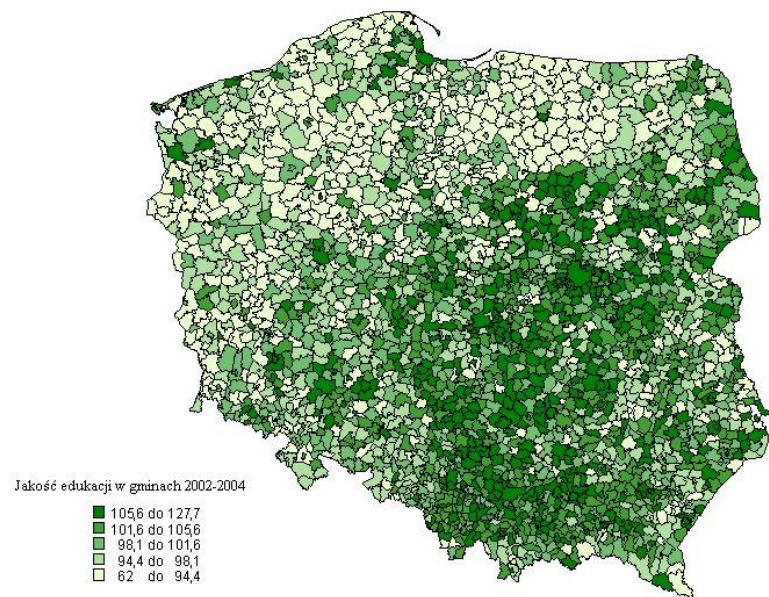 Jakość edukacji w gminach 2002-2004
105,6 do 127,7
101,6 do 105,6
98,1 do 101,6
94,4 do 98,1
62 do 94,4